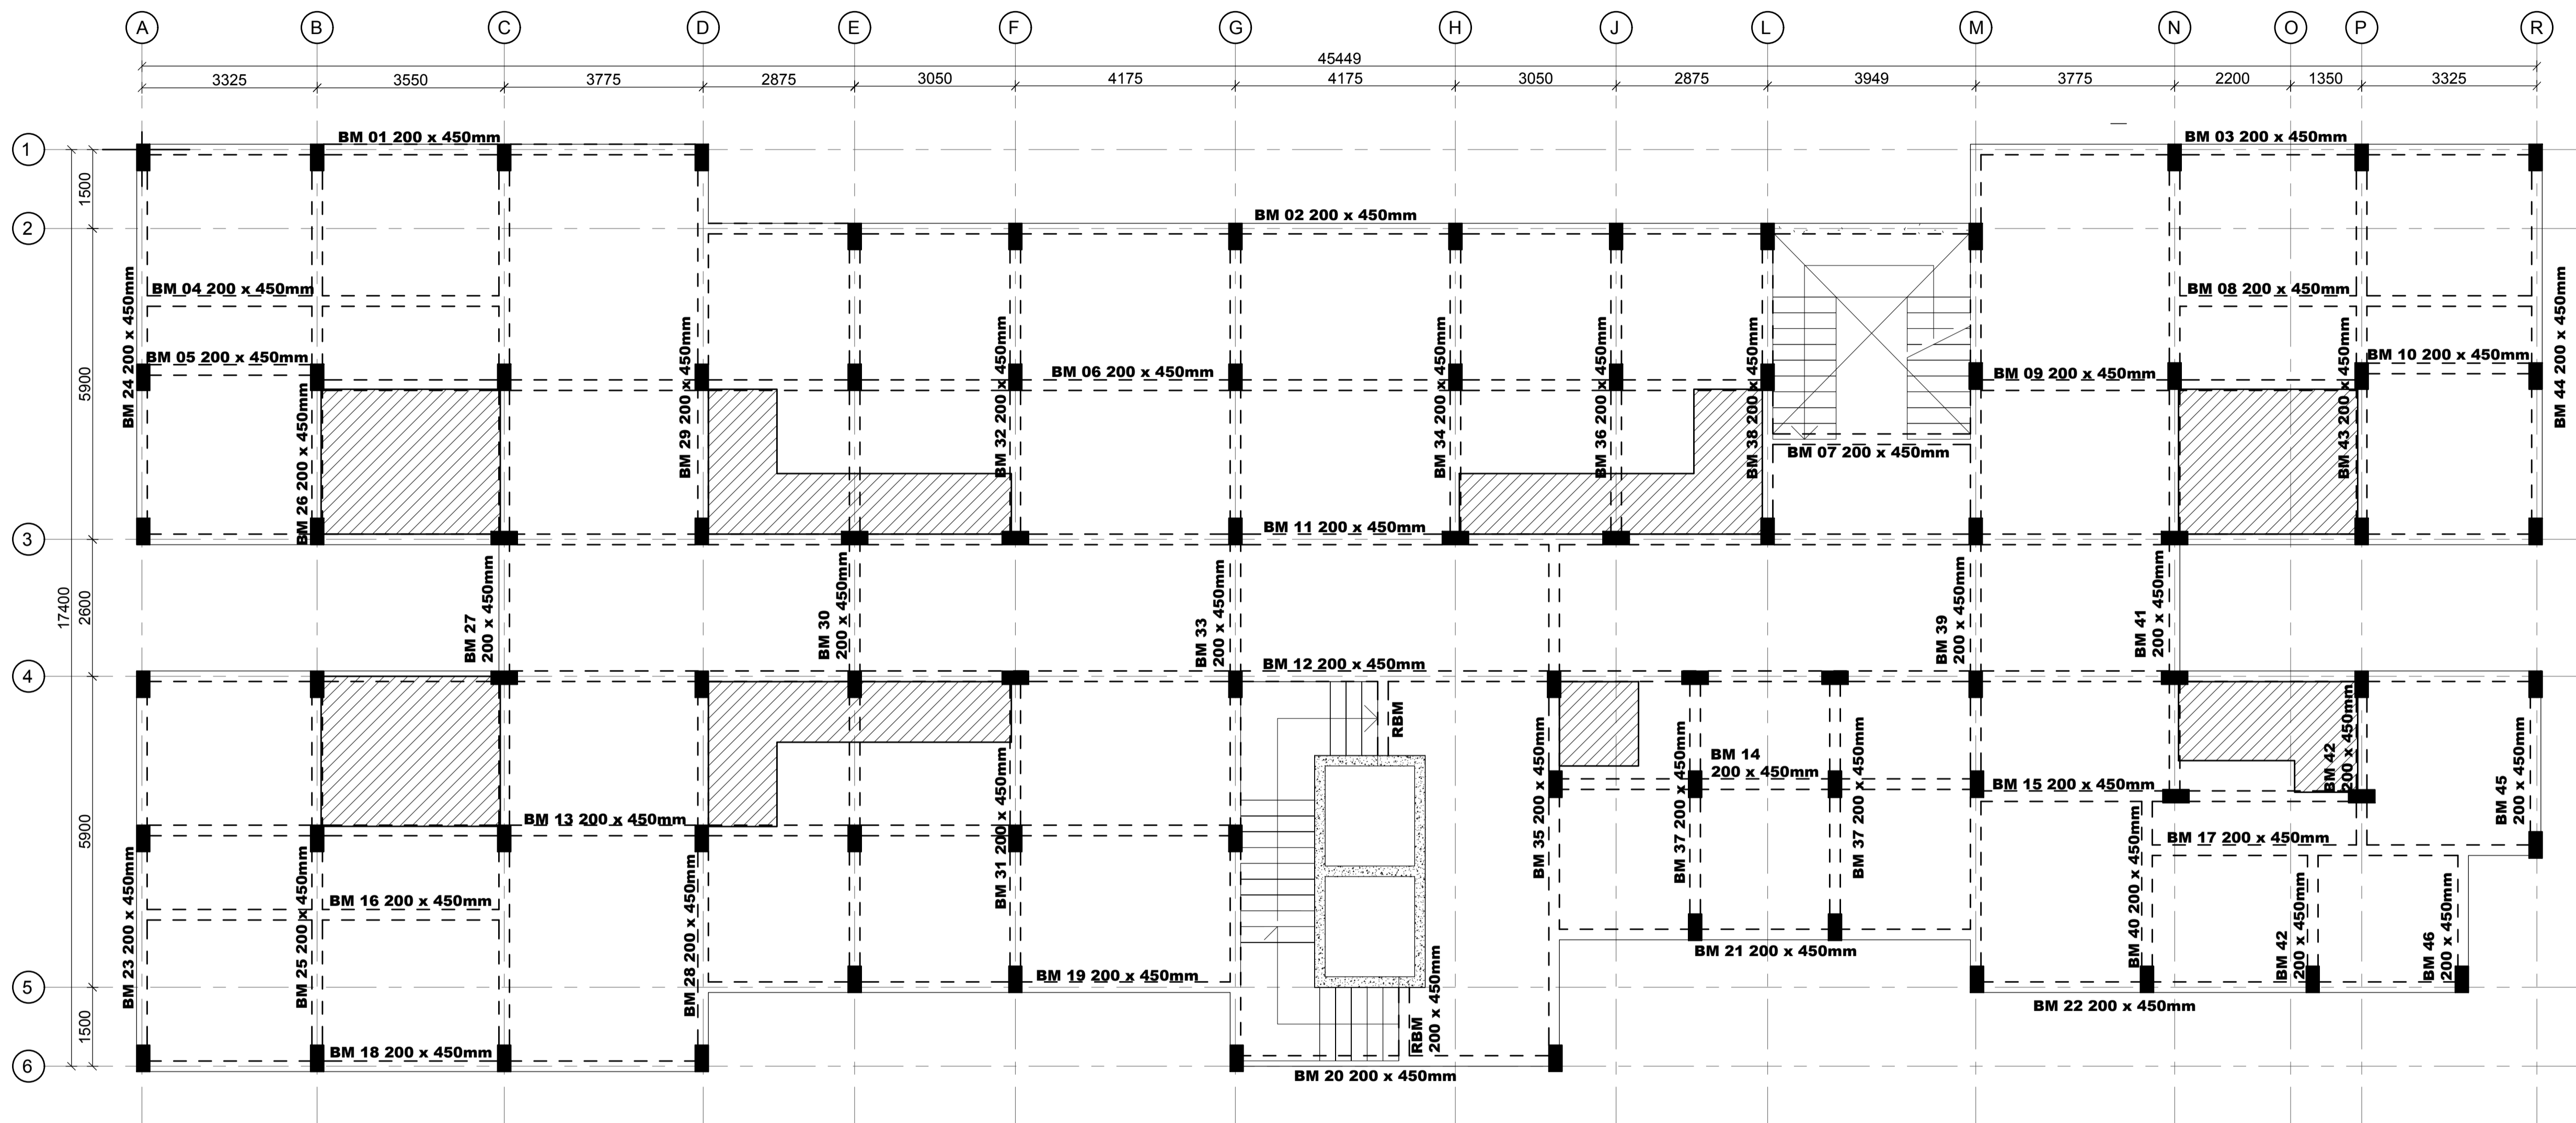 A B C D E F G H J L M N O P R
45449
3325 3550 3775 2875 3050 4175 4175 3050 2875 3949 3775 2200 1350 3325
1
2
3
4
5
6
1500
5900
2600
17400
5900
1500
BM 01 200 x 450mm
BM 03 200 x 450mm
BM 02 200 x 450mm
BM 04 200 x 450mm
BM 08 200 x 450mm
BM 05 200 x 450mm
BM 06 200 x 450mm
BM 09 200 x 450mm
BM 10 200 x 450mm
BM 24 200 x 450mm
BM 26 200 x 450mm
BM 29 200 x 450mm
BM 32 200 x 450mm
BM 34 200 x 450mm
BM 36 200 x 450mm
BM 38 200 x 450mm
BM 43 200 x 450mm
BM 44 200 x 450mm
BM 07 200 x 450mm
BM 11 200 x 450mm
BM 27
200 x 450mm
BM 30
200 x 450mm
BM 33
200 x 450mm
BM 39
200 x 450mm
BM 41
200 x 450mm
BM 12 200 x 450mm
RBM
BM 14
200 x 450mm
BM 15 200 x 450mm
BM 13 200 x 450mm
BM 17 200 x 450mm
BM 31 200 x 450mm
BM 35 200 x 450mm
BM 37 200 x 450mm
BM 37 200 x 450mm
BM 42
200 x 450mm
BM 45
200 x 450mm
BM 23 200 x 450mm
BM 25 200 x 450mm
BM 16 200 x 450mm
BM 28 200 x 450mm
BM 40 200 x 450mm
BM 42
200 x 450mm
BM 46
200 x 450mm
BM 19 200 x 450mm
BM 21 200 x 450mm
BM 22 200 x 450mm
RBM
200 x 450mm
BM 18 200 x 450mm
BM 20 200 x 450mm